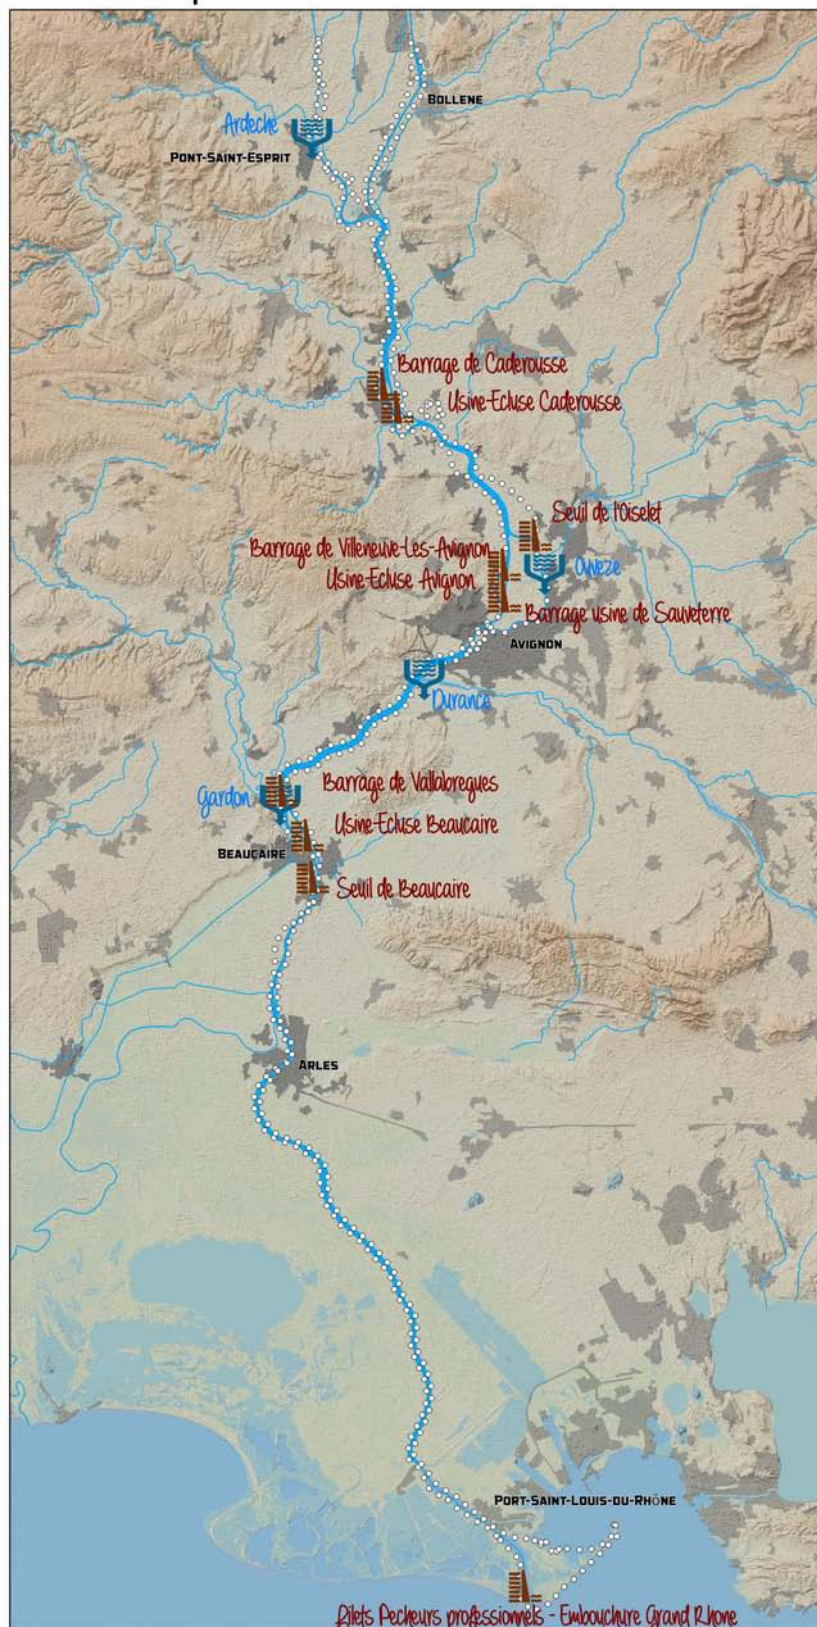 BOLLENE
Ardeche
PONT-SAINT-ESPRIT
Barrage de Caderousse
Usine-Ecluse Caderousse
Seuil de l'Oiselet
Barrage de Villeneuve-Les-Avignon
Usine-Ecluse Avignon
Ouveze
Barrage usine de Sauveterre
AVIGNON
Durance
Barrage de Vallabregues
Gardon
Usine-Ecluse Beaucaire
BEAUCAIRE
Seuil de Beaucaire
ARLES
PORT-SAINT-LOUIS-DU-RHÔNE
Filets Pecheurs professionnels - Embouchure Grand Rhone